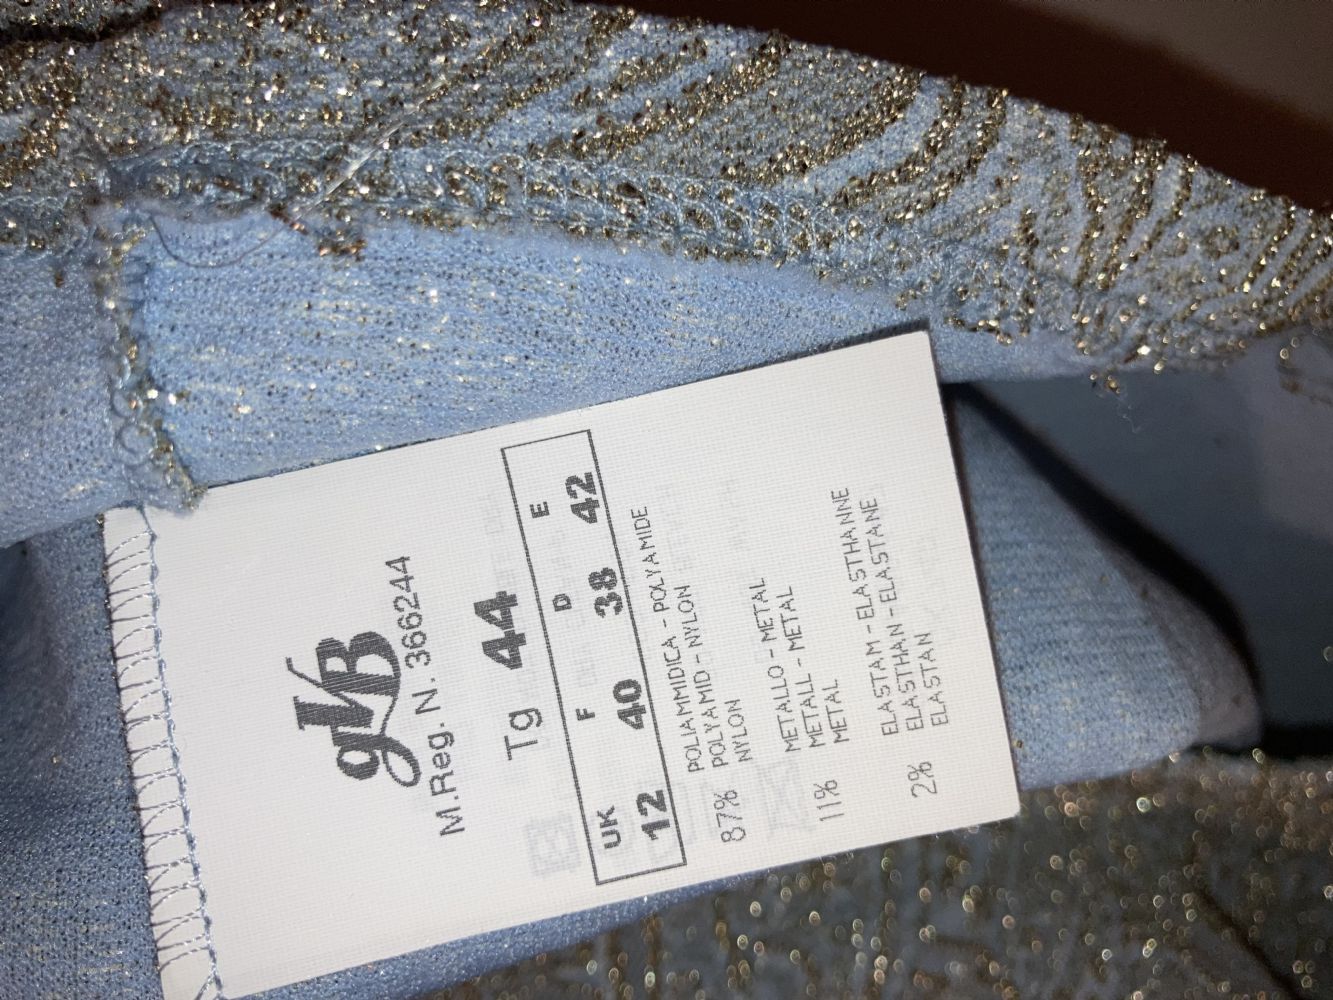 gVB
M.Reg. N. 366244
Tg 44
UK F D E
12 40 38 42
POLIAMMIDICA - POLYAMIDE
87% POLYAMID - NYLON
NYLON
METALLO - METAL
11% METALL - METAL
METAL
ELASTAM - ELASTHANNE
2% ELASTHAN - ELASTANE
ELASTAN